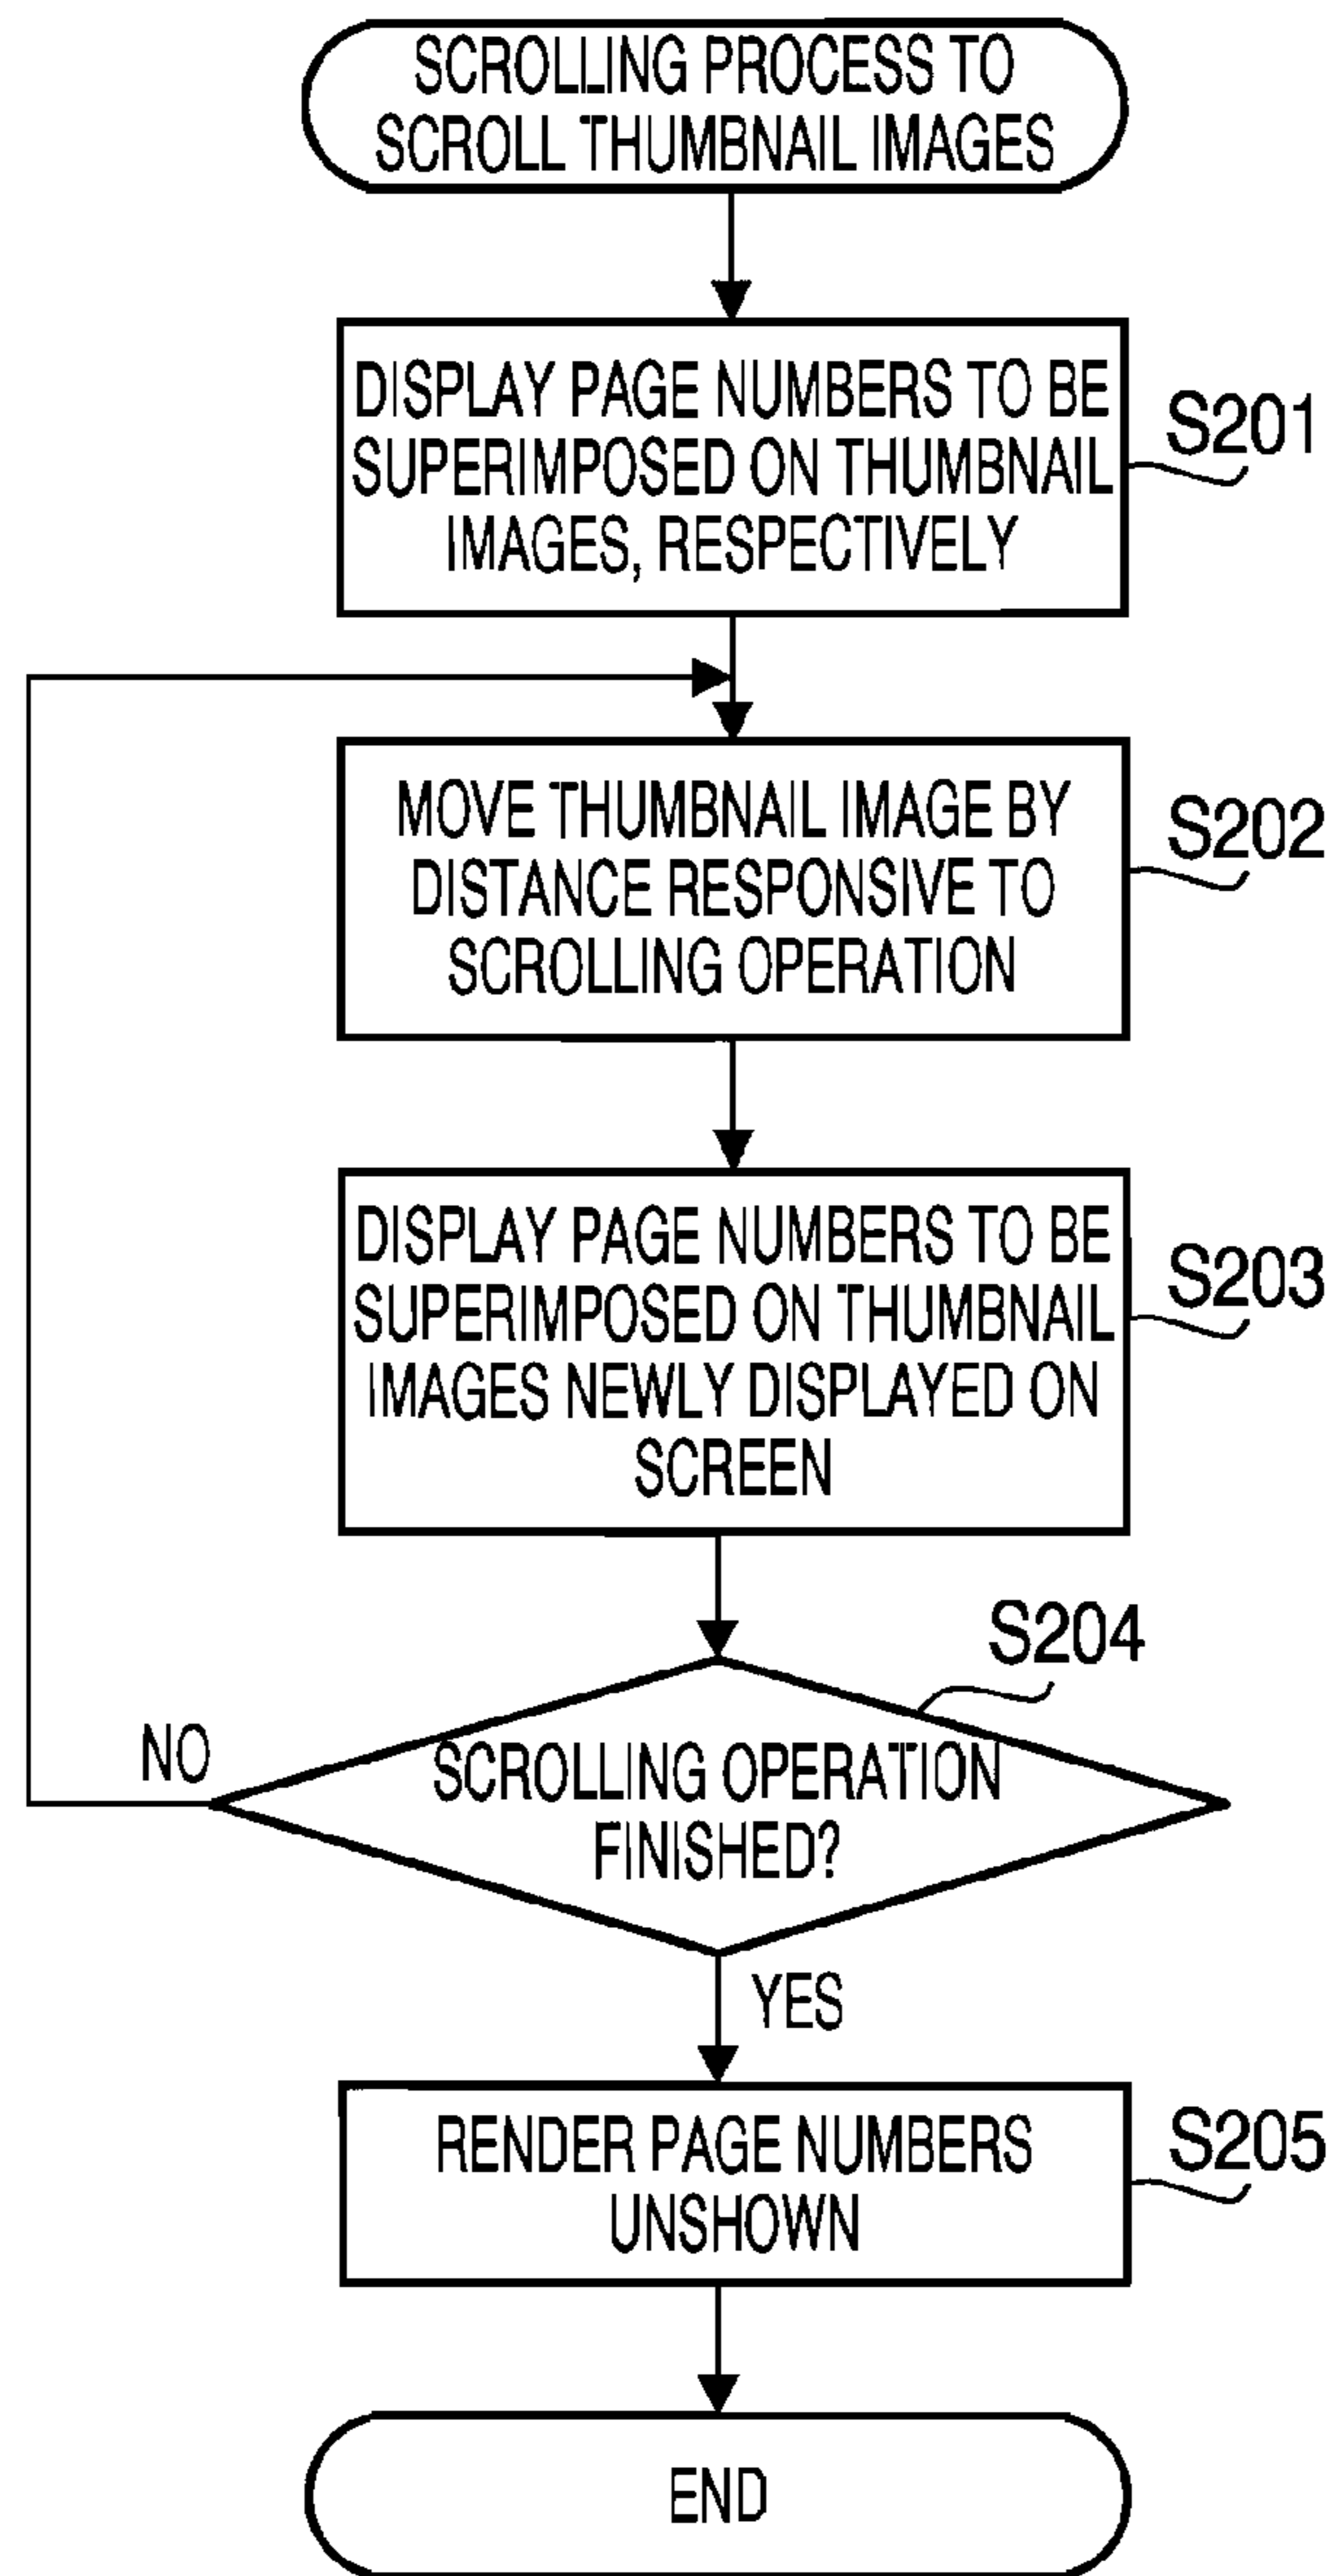 SCROLLING PROCESS TO
SCROLL THUMBNAIL IMAGES
DISPLAY PAGE NUMBERS TO BE
SUPERIMPOSED ON THUMBNAIL
IMAGES, RESPECTIVELY
S201
MOVE THUMBNAIL IMAGE BY
DISTANCE RESPONSIVE TO
SCROLLING OPERATION
S202
DISPLAY PAGE NUMBERS TO BE
SUPERIMPOSED ON THUMBNAIL
IMAGES NEWLY DISPLAYED ON
SCREEN
S203
S204
NO
SCROLLING OPERATION
FINISHED?
YES
RENDER PAGE NUMBERS
UNSHOWN
S205
END